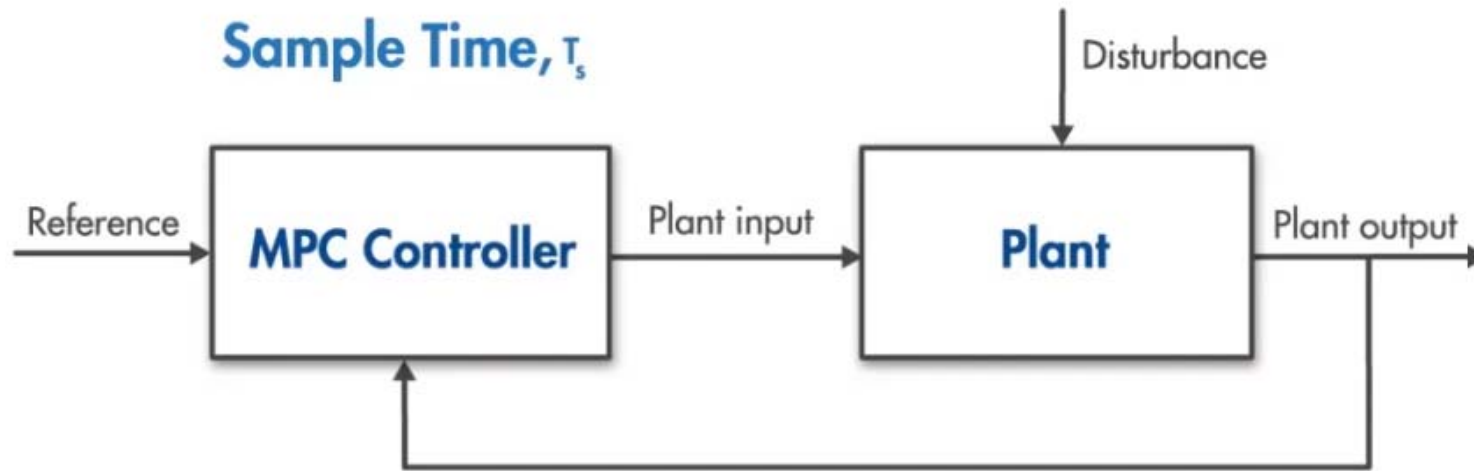 Sample Time, Ts
Disturbance
Reference
MPC Controller
Plant input
Plant
Plant output